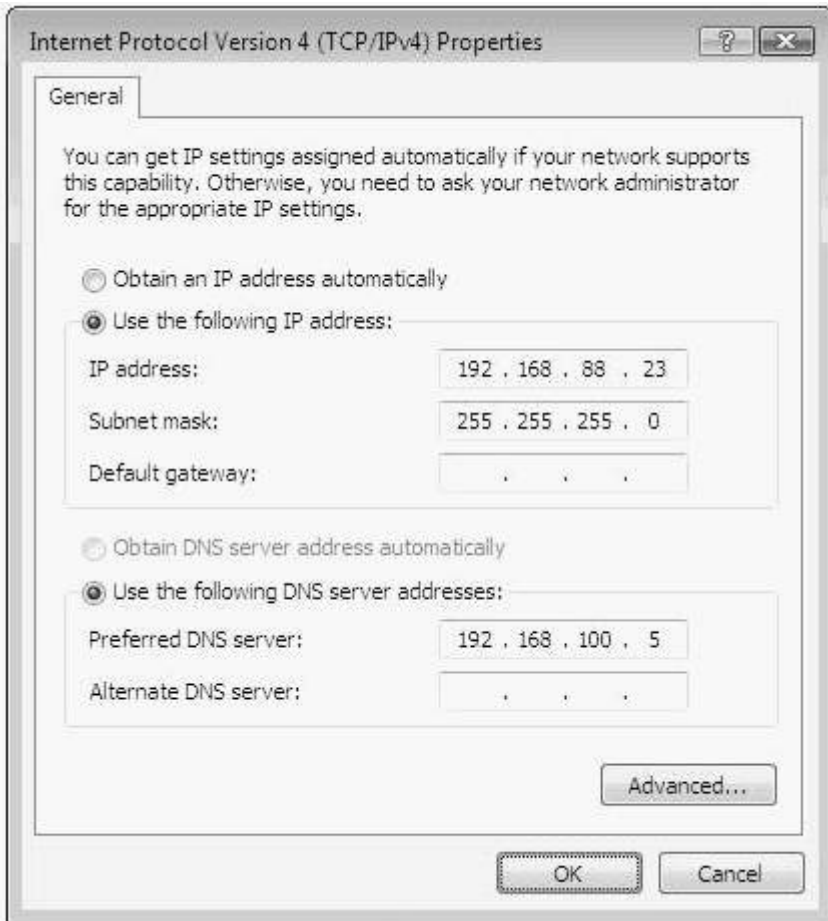 Internet Protocol Version 4 (TCP/IPv4) Properties
General
You can get IP settings assigned automatically if your network supports
this capability. Otherwise, you need to ask your network administrator
for the appropriate IP settings.
Obtain an IP address automatically
Use the following IP address:
IP address: 192 . 168 . 88 . 23
Subnet mask: 255 . 255 . 255 . 0
Default gateway: . . .
Obtain DNS server address automatically
Use the following DNS server addresses:
Preferred DNS server: 192 . 168 . 100 . 5
Alternate DNS server: . . .
Advanced...
OK Cancel